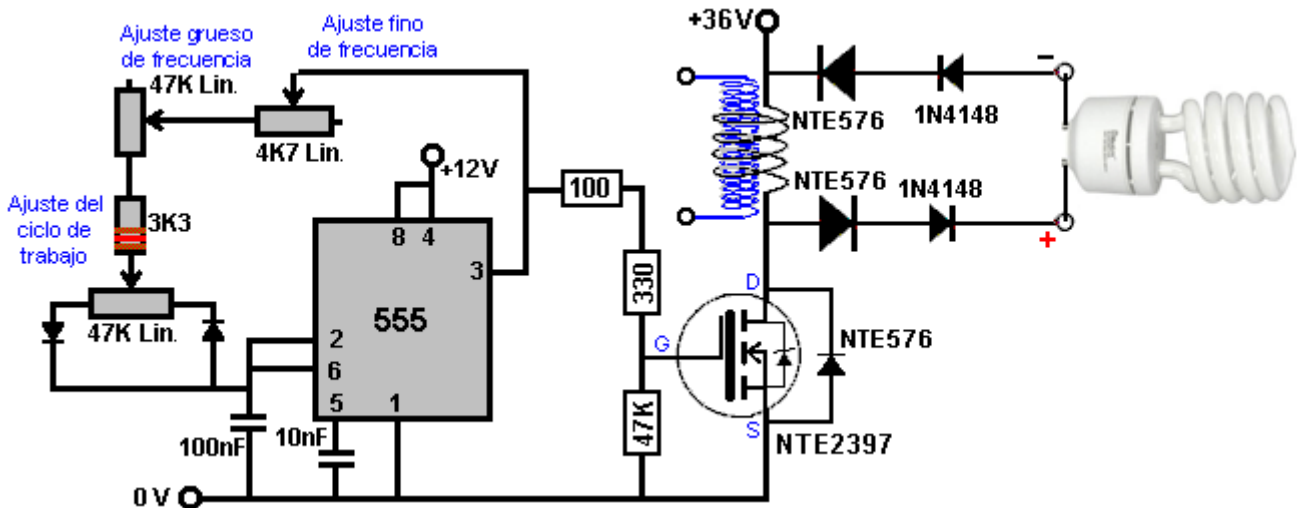 Ajuste grueso
de frecuencia
47K Lin.
Ajuste fino
de frecuencia
4K7 Lin.
+36V
NTE576
1N4148
-
NTE576
1N4148
+
+12V
100
Ajuste del
ciclo de
trabajo
3K3
8 4
3
555
330
47K Lin.
2
6
5 1
D
G
S
NTE576
47K
NTE2397
100nF
10nF
0 V